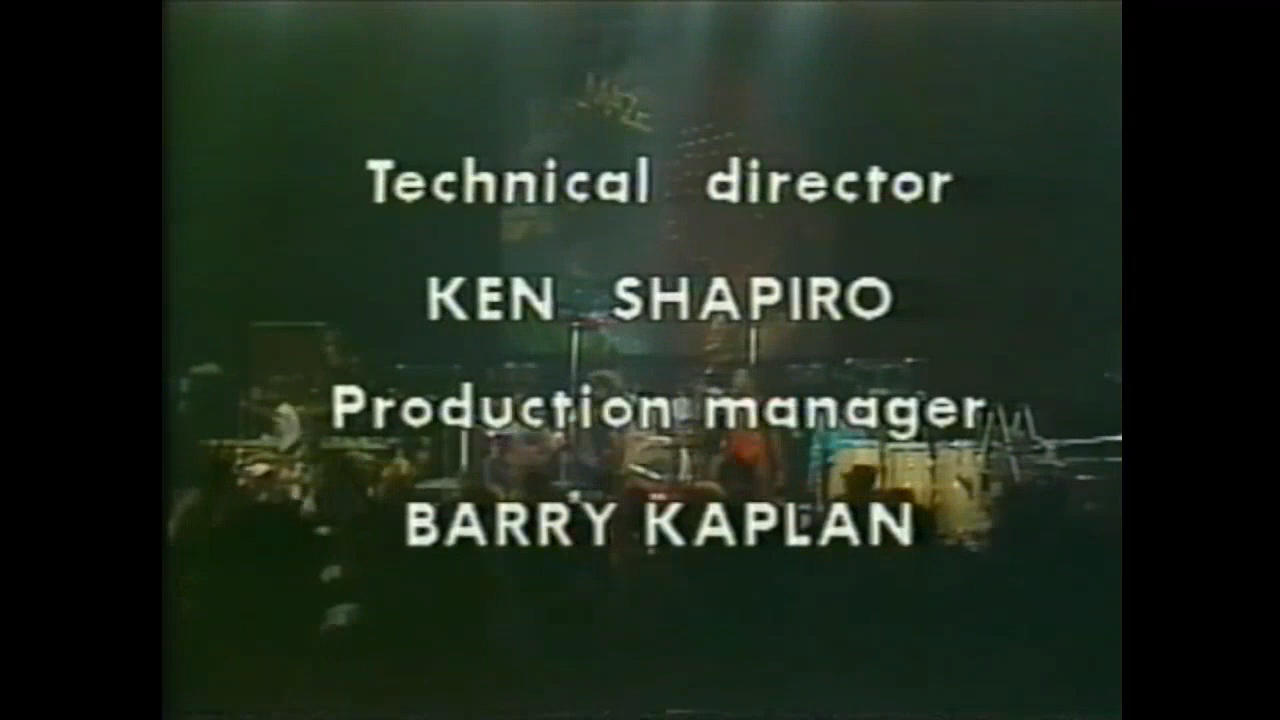 Technical director
KEN SHAPIRO
Production manager
BARRY KAPLAN